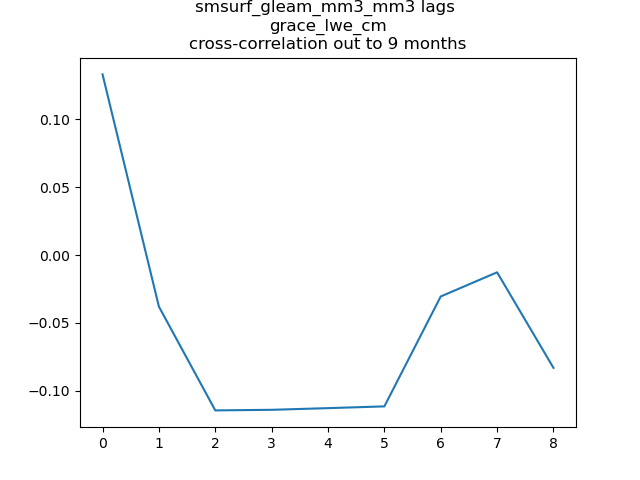 smsurf_gleam_mm3_mm3 lags
grace_lwe_cm
cross-correlation out to 9 months
0.10
0.05
0.00
−0.05
−0.10
0 1 2 3 4 5 6 7 8